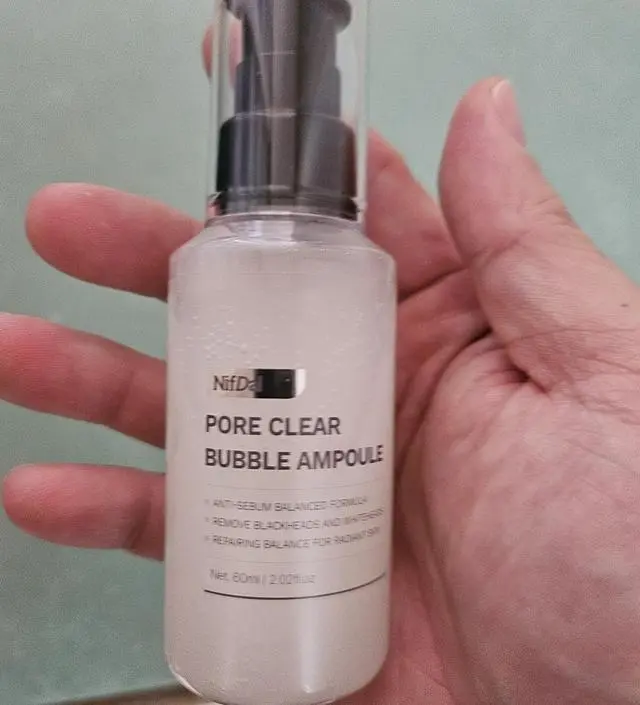 PORE CLEAR
BUBBLE AMPOULE
ANTI-SEBUM BALANCED FORMULA
REMOVE BLACKHEADS AND WHITEHEADS
REPAIRING BALANCE FOR RADIANT SKIN
Net. 60ml | 2.02fl.oz